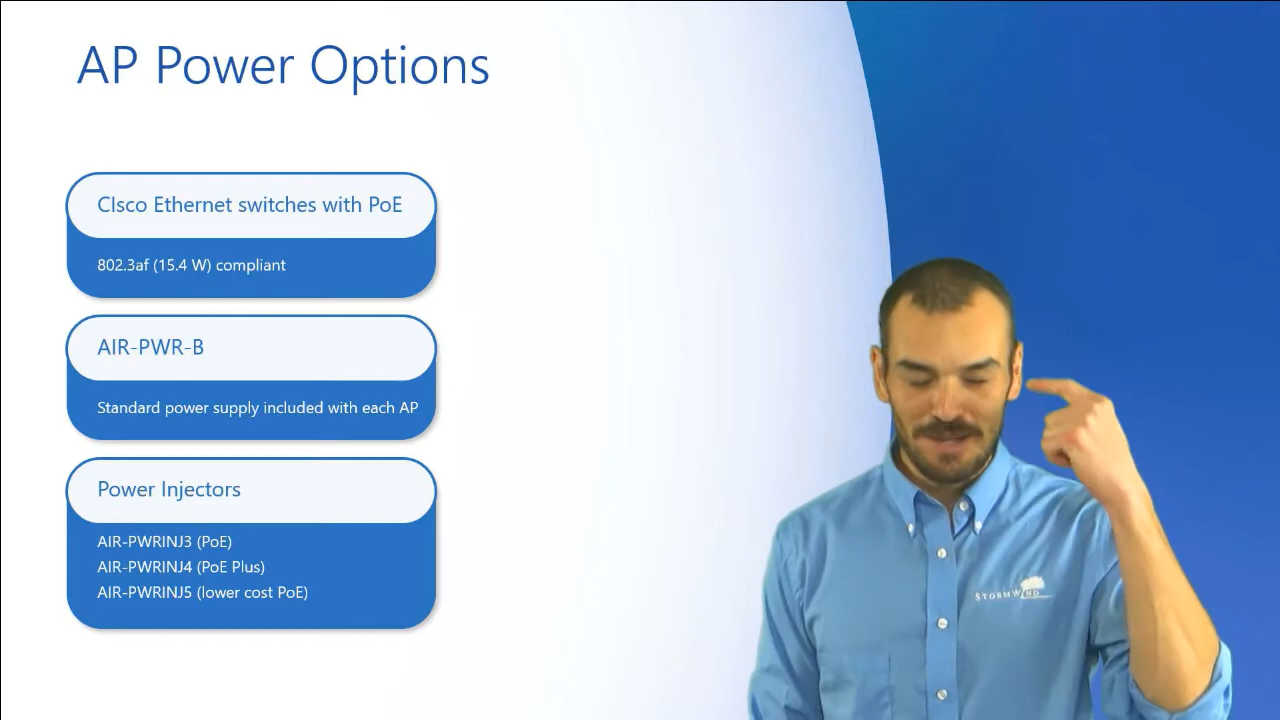 AP Power Options
CIsco Ethernet switches with PoE
802.3af (15.4 W) compliant
AIR-PWR-B
Standard power supply included with each AP
Power Injectors
AIR-PWRINJ3 (PoE)
AIR-PWRINJ4 (PoE Plus)
AIR-PWRINJ5 (lower cost PoE)
STORMWIND